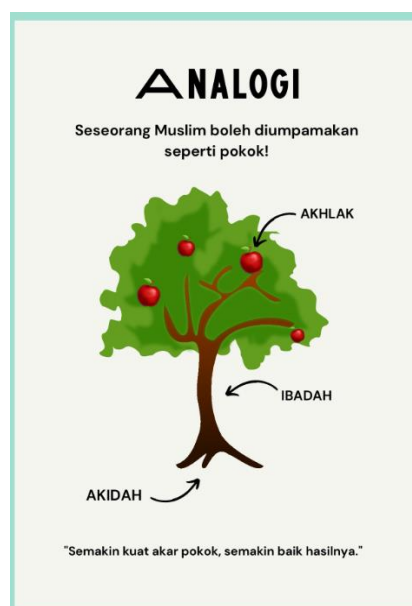 ANALOGI
Seseorang Muslim boleh diumpamakan
seperti pokok!
AKHLAK
IBADAH
AKIDAH
"Semakin kuat akar pokok, semakin baik hasilnya."